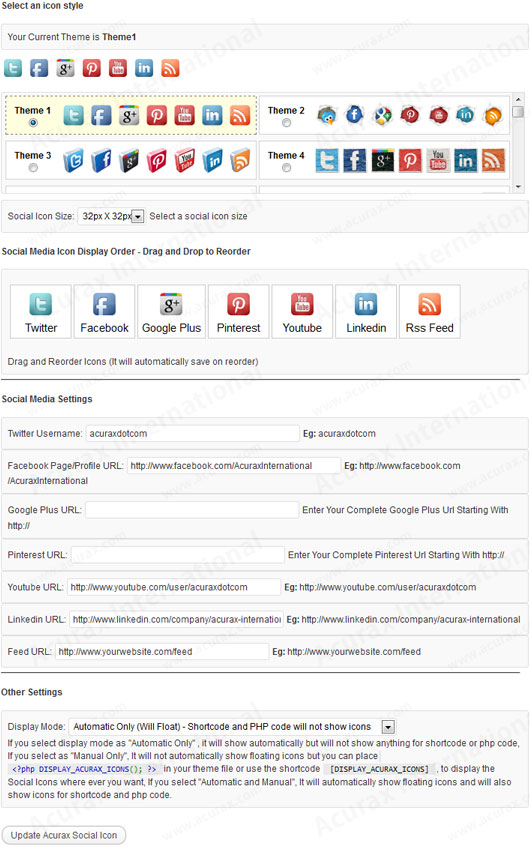 Select an icon style
Your Current Theme is Theme1
Theme 1
Theme 2
Theme 3
Theme 4
Social Icon Size: 32px X 32px Select a social icon size
Social Media Icon Display Order - Drag and Drop to Reorder
Twitter Facebook Google Plus Pinterest Youtube Linkedin Rss Feed
Drag and Reorder Icons (It will automatically save on reorder)
Social Media Settings
Twitter Username: acuraxdotcom Eg: acuraxdotcom
Facebook Page/Profile URL: http://www.facebook.com/AcuraxInternational Eg: http://www.facebook.com
/AcuraxInternational
Google Plus URL: Enter Your Complete Google Plus Url Starting With
http://
Pinterest URL: Enter Your Complete Pinterest Url Starting With http://
Youtube URL: http://www.youtube.com/user/acuraxdotcom Eg: http://www.youtube.com/user/acuraxdotcom
Linkedin URL: http://www.linkedin.com/company/acurax-internation Eg: http://www.linkedin.com/company/acurax-international
Feed URL: http://www.yourwebsite.com/feed Eg: http://www.yourwebsite.com/feed
Other Settings
Display Mode: Automatic Only (Will Float) - Shortcode and PHP code will not show icons
If you select display mode as "Automatic Only" , it will show automatically but will not show anything for shortcode or php code,
If you select as "Manual Only", It will not automatically show floating icons but you can place
<?php DISPLAY_ACURAX_ICONS(); ?> in your theme file or use the shortcode [DISPLAY_ACURAX_ICONS] , to display the
Social Icons where ever you want, If you select "Automatic and Manual", It will automatically show floating icons and will also
show icons for shortcode and php code.
Update Acurax Social Icon
Acurax International
www.acurax.com